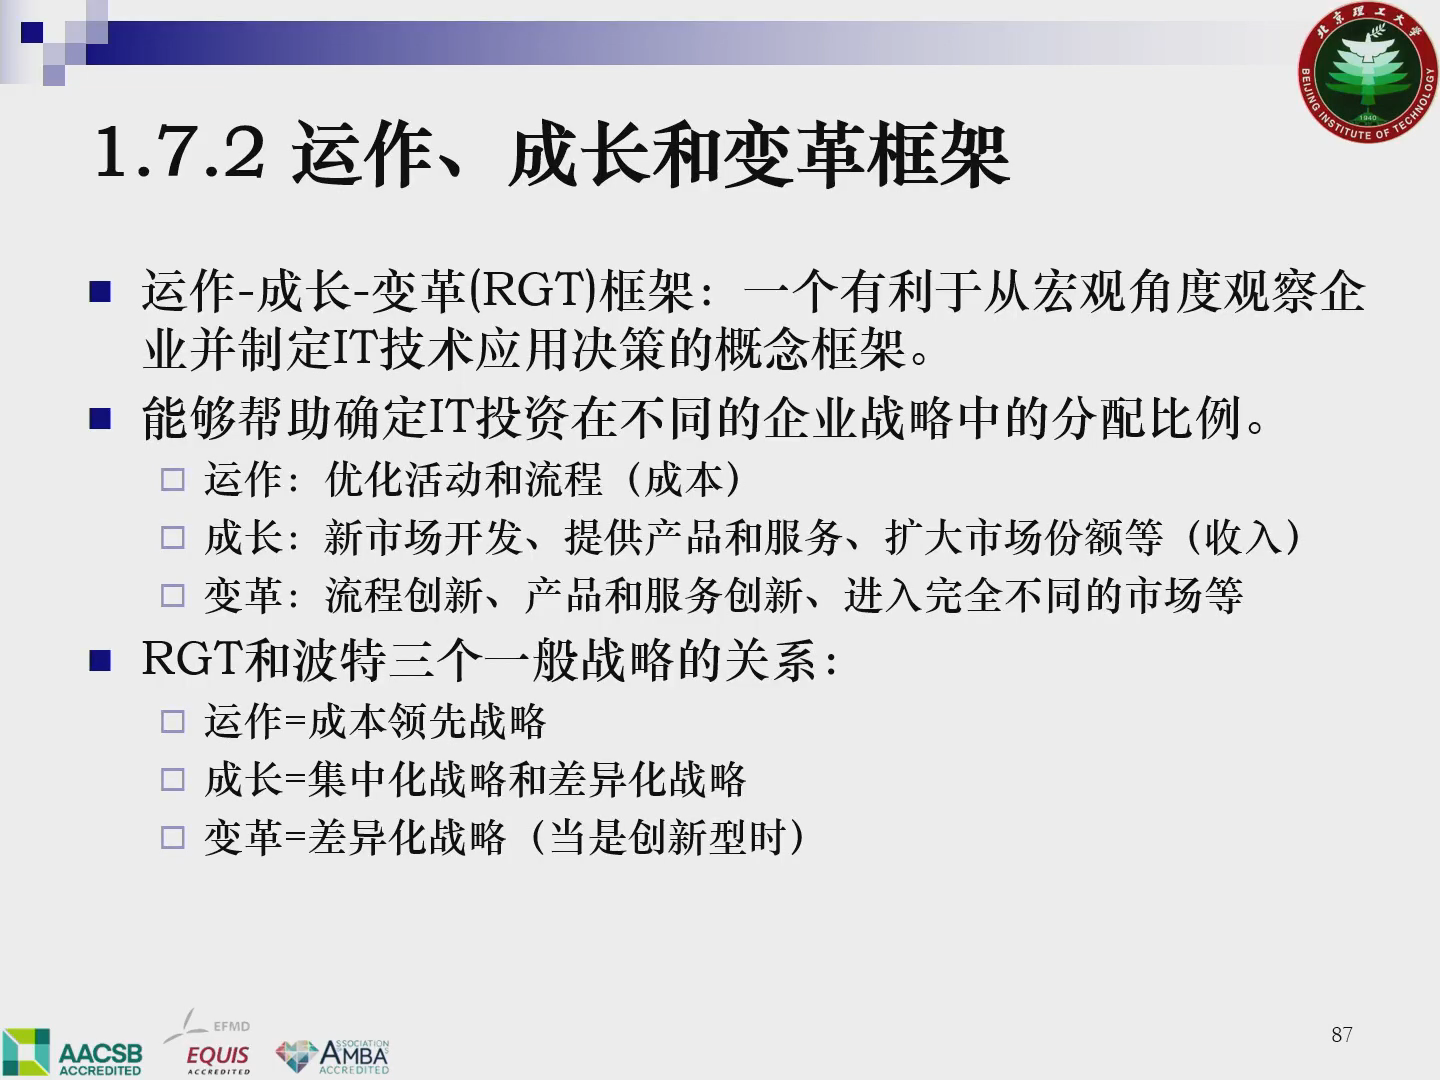 北京理工大学
BEIJING INSTITUTE OF TECHNOLOGY
1940
1.7.2 运作、成长和变革框架
运作-成长-变革(RGT)框架：一个有利于从宏观角度观察企
业并制定IT技术应用决策的概念框架。
能够帮助确定IT投资在不同的企业战略中的分配比例。
运作：优化活动和流程（成本）
成长：新市场开发、提供产品和服务、扩大市场份额等（收入）
变革：流程创新、产品和服务创新、进入完全不同的市场等
RGT和波特三个一般战略的关系：
运作=成本领先战略
成长=集中化战略和差异化战略
变革=差异化战略（当是创新型时）
AACSB
ACCREDITED
EFMD
EQUIS
ACCREDITED
ASSOCIATION
AMBA
ACCREDITED
87